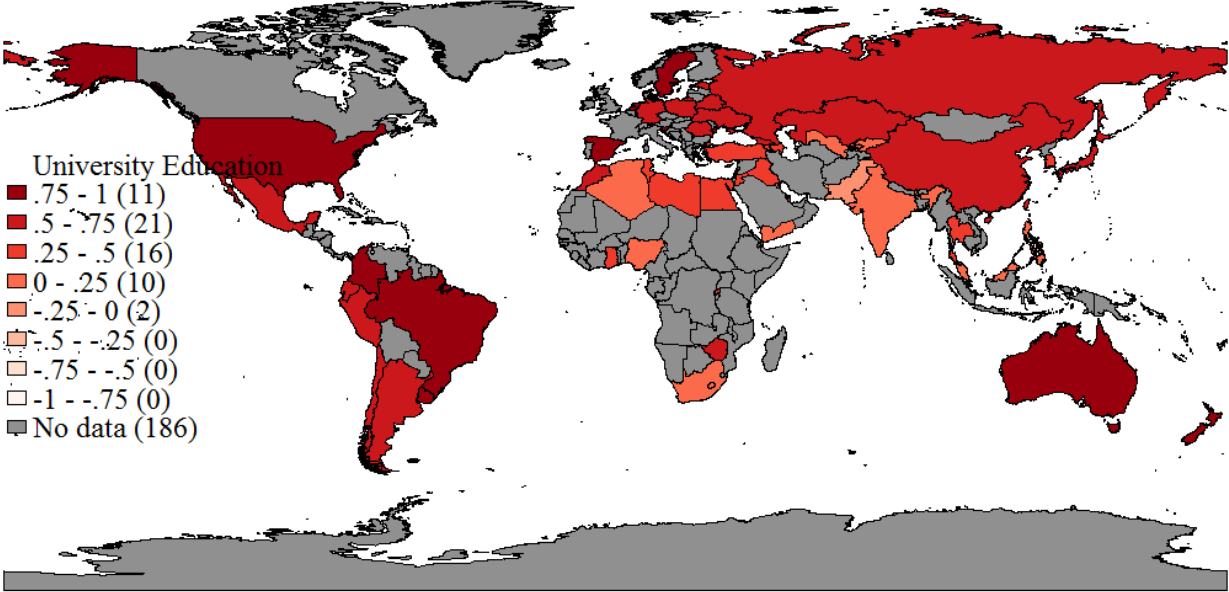 University Education
.75 - 1 (11)
.5 - .75 (21)
.25 - .5 (16)
0 - .25 (10)
-.25 - 0 (2)
-.5 - -.25 (0)
-.75 - -.5 (0)
-1 - -.75 (0)
No data (186)